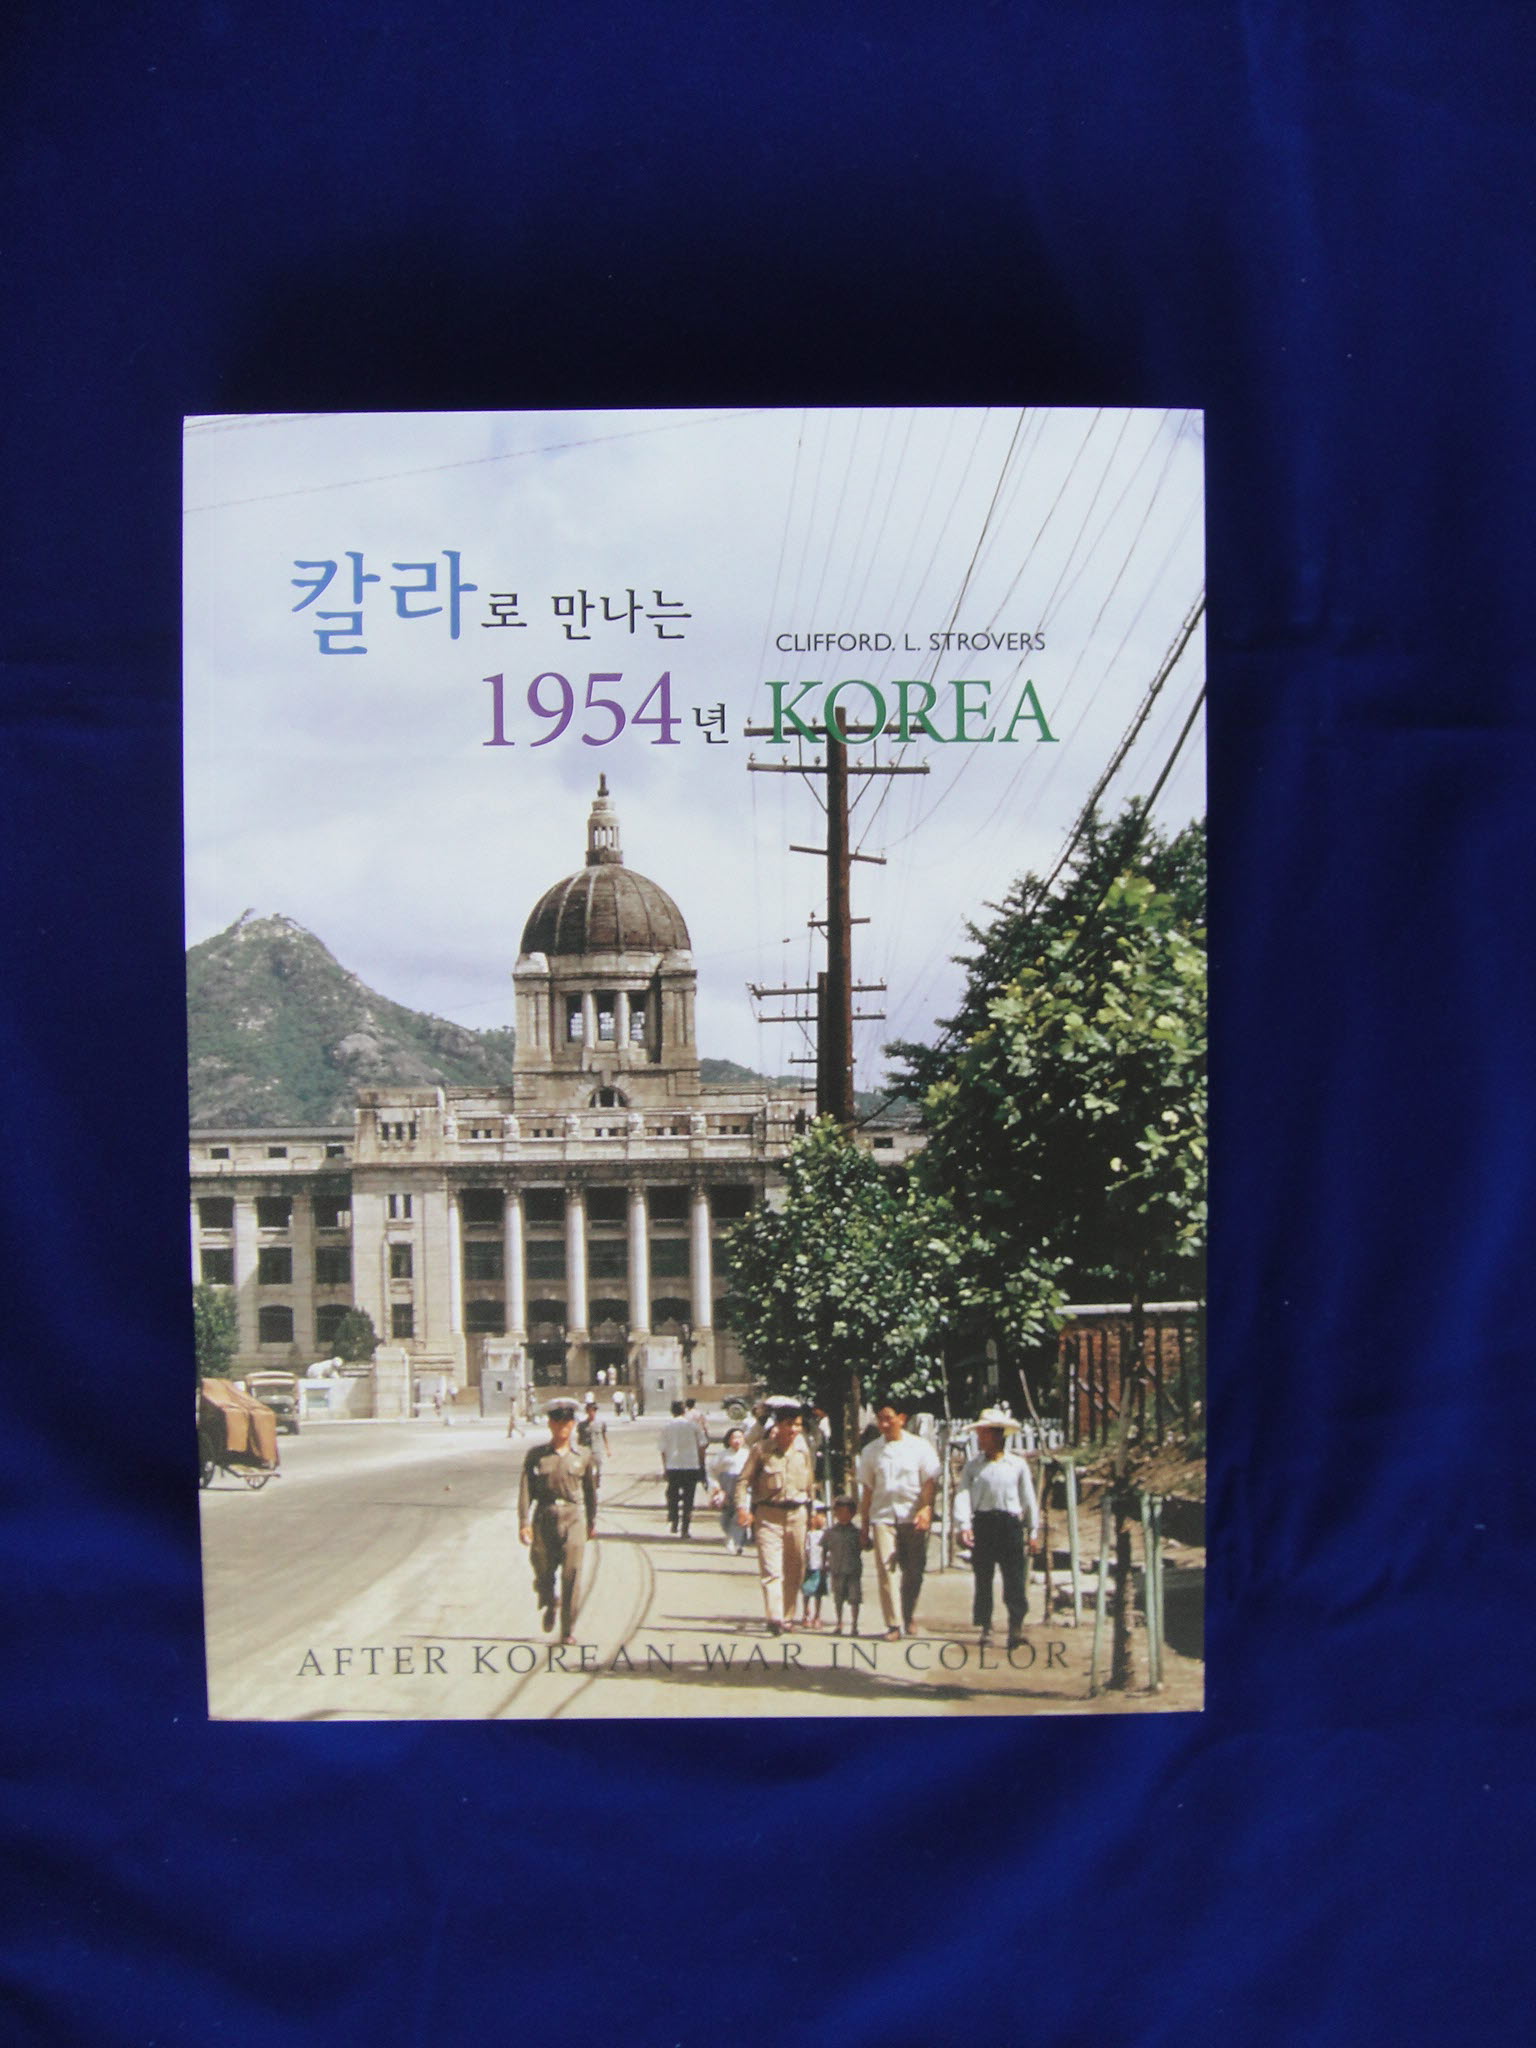 칼라로 만나는
CLIFFORD. L. STROVERS
1954년 KOREA
AFTER KOREAN WAR IN COLOR